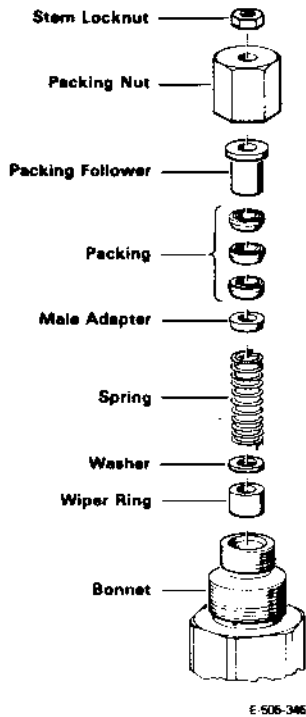 Stem Locknut
Packing Nut
Packing Follower
Packing
Male Adapter
Spring
Washer
Wiper Ring
Bonnet
E-506-346